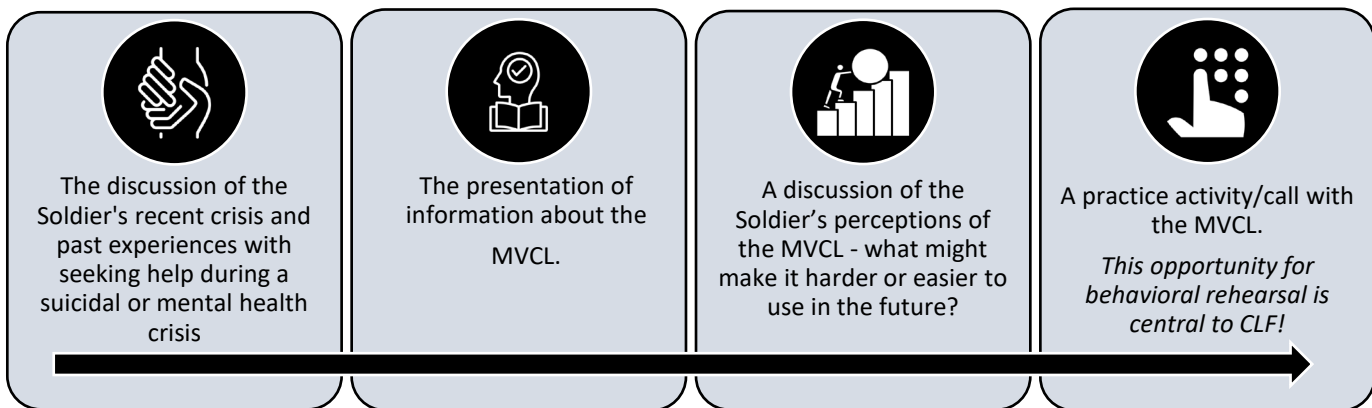 The discussion of the
Soldier's recent crisis and
past experiences with
seeking help during a
suicidal or mental health
crisis
The presentation of
information about the
MVCL.
A discussion of the
Soldier’s perceptions of
the MVCL - what might
make it harder or easier to
use in the future?
A practice activity/call with
the MVCL.
This opportunity for
behavioral rehearsal is
central to CLF!